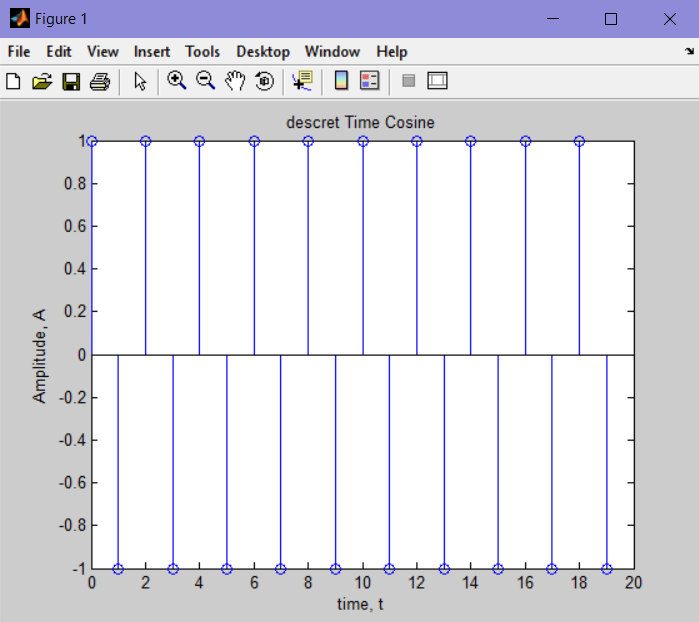 Figure 1
File Edit View Insert Tools Desktop Window Help
descret Time Cosine
1
0.8
0.6
0.4
0.2
0
-0.2
-0.4
-0.6
-0.8
-1
Amplitude, A
0 2 4 6 8 10 12 14 16 18 20
time, t